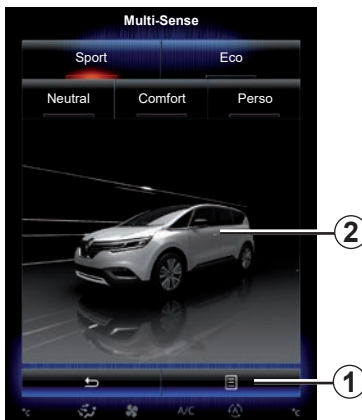 Multi-Sense
Sport Eco
Neutral Comfort Perso
2
1
°c A/C A °c